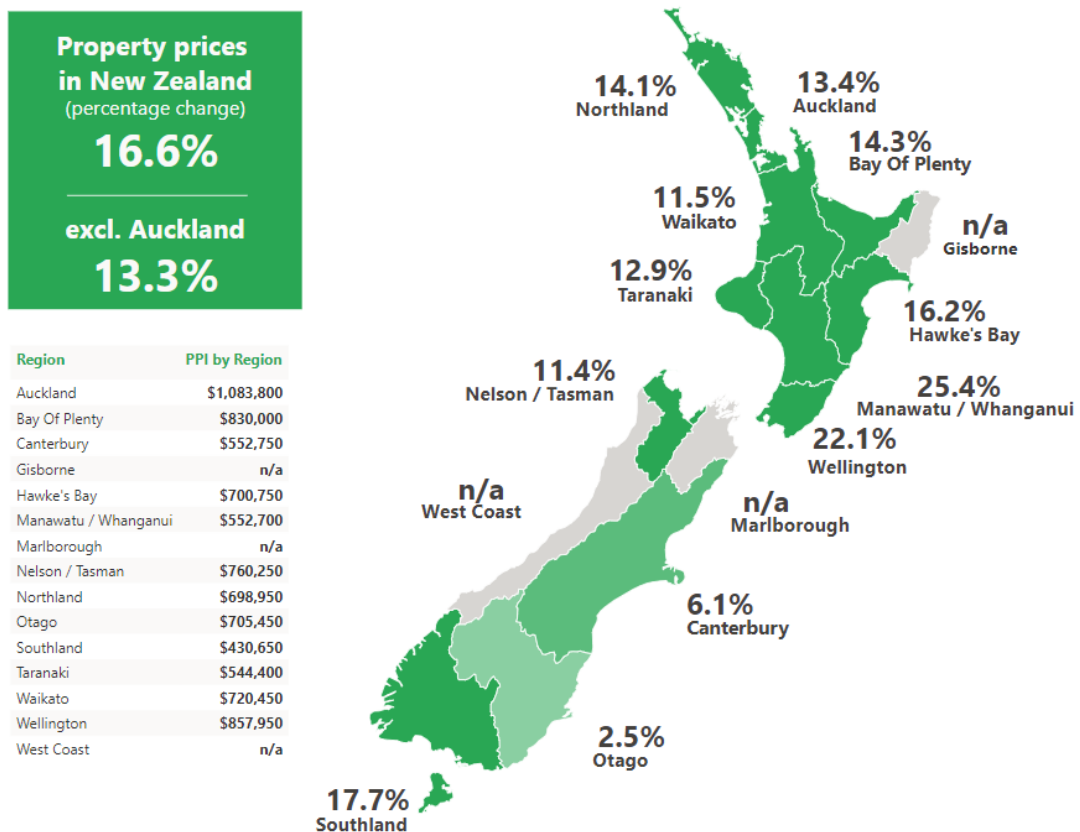 Property prices
in New Zealand
(percentage change)
16.6%
excl. Auckland
13.3%
Region PPI by Region
Auckland $1,083,800
Bay Of Plenty $830,000
Canterbury $552,750
Gisborne n/a
Hawke's Bay $700,750
Manawatu / Whanganui $552,700
Marlborough n/a
Nelson / Tasman $760,250
Northland $698,950
Otago $705,450
Southland $430,650
Taranaki $544,400
Waikato $720,450
Wellington $857,950
West Coast n/a
14.1%
Northland
13.4%
Auckland
14.3%
Bay Of Plenty
11.5%
Waikato
n/a
Gisborne
12.9%
Taranaki
16.2%
Hawke's Bay
11.4%
Nelson / Tasman
25.4%
Manawatu / Whanganui
22.1%
Wellington
n/a
West Coast
n/a
Marlborough
6.1%
Canterbury
2.5%
Otago
17.7%
Southland